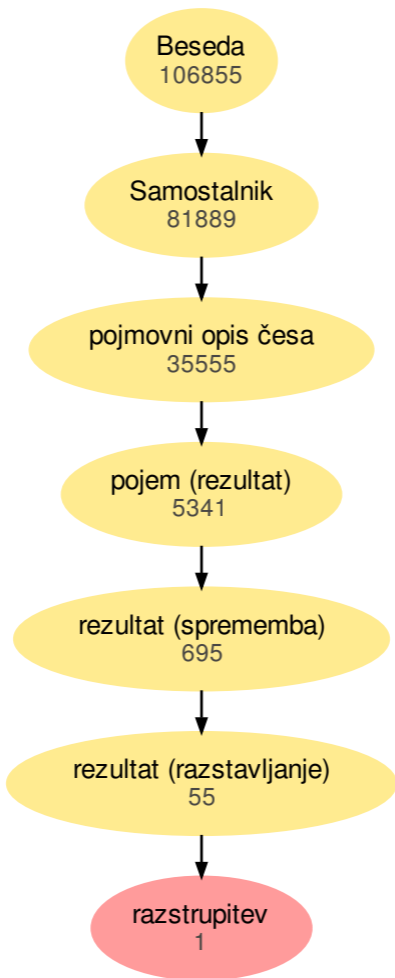 Beseda
106855
Samostalnik
81889
pojmovni opis česa
35555
pojem (rezultat)
5341
rezultat (sprememba)
695
rezultat (razstavljanje)
55
razstrupitev
1